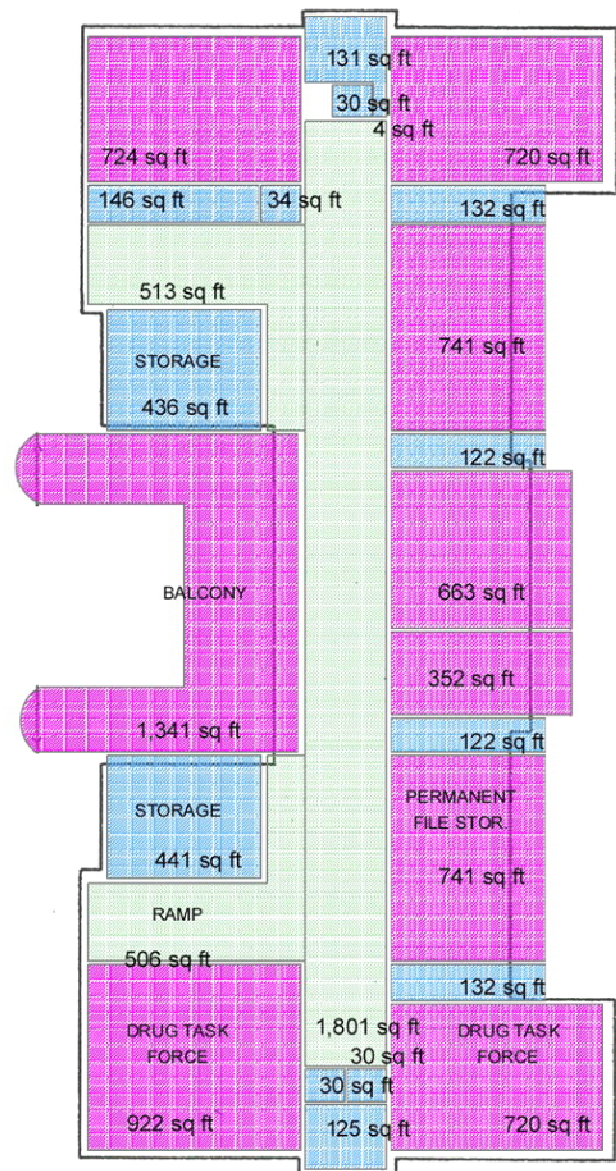 131 sq ft
30 sq ft
4 sq ft
724 sq ft
720 sq ft
146 sq ft
34 sq ft
132 sq ft
513 sq ft
741 sq ft
STORAGE
436 sq ft
122 sq ft
BALCONY
663 sq ft
352 sq ft
1,341 sq ft
122 sq ft
STORAGE
PERMANENT
FILE STOR.
441 sq ft
741 sq ft
RAMP
506 sq ft
132 sq ft
1,801 sq ft
DRUG TASK
FORCE
DRUG TASK
FORCE
30 sq ft
30 sq ft
922 sq ft
125 sq ft
720 sq ft